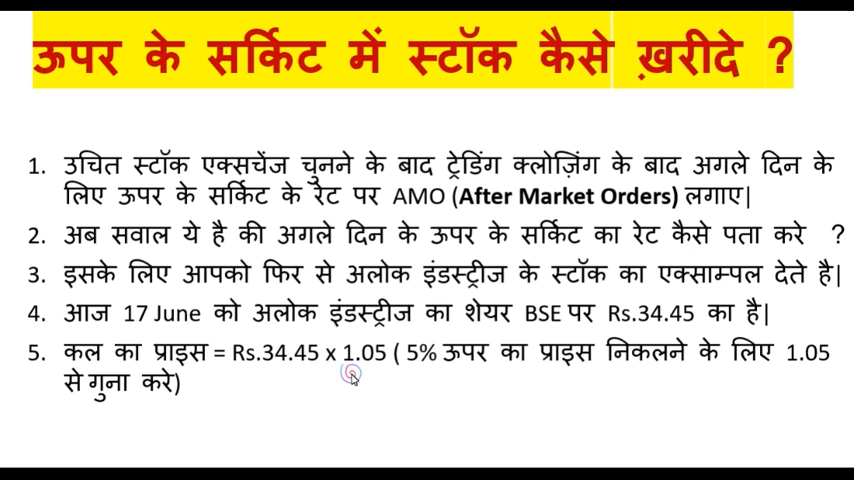 ऊपर के सर्किट में स्टॉक कैसे ख़रीदे ?
1. उचित स्टॉक एक्सचेंज चुनने के बाद ट्रेडिंग क्लोज़िंग के बाद अगले दिन के
लिए ऊपर के सर्किट के रेट पर AMO (After Market Orders) लगाए|
2. अब सवाल ये है की अगले दिन के ऊपर के सर्किट का रेट कैसे पता करे ?
3. इसके लिए आपको फिर से अलोक इंडस्ट्रीज के स्टॉक का एक्साम्पल देते है|
4. आज 17 June को अलोक इंडस्ट्रीज का शेयर BSE पर Rs.34.45 का है|
5. कल का प्राइस = Rs.34.45 x 1.05 ( 5% ऊपर का प्राइस निकलने के लिए 1.05
से गुना करे)